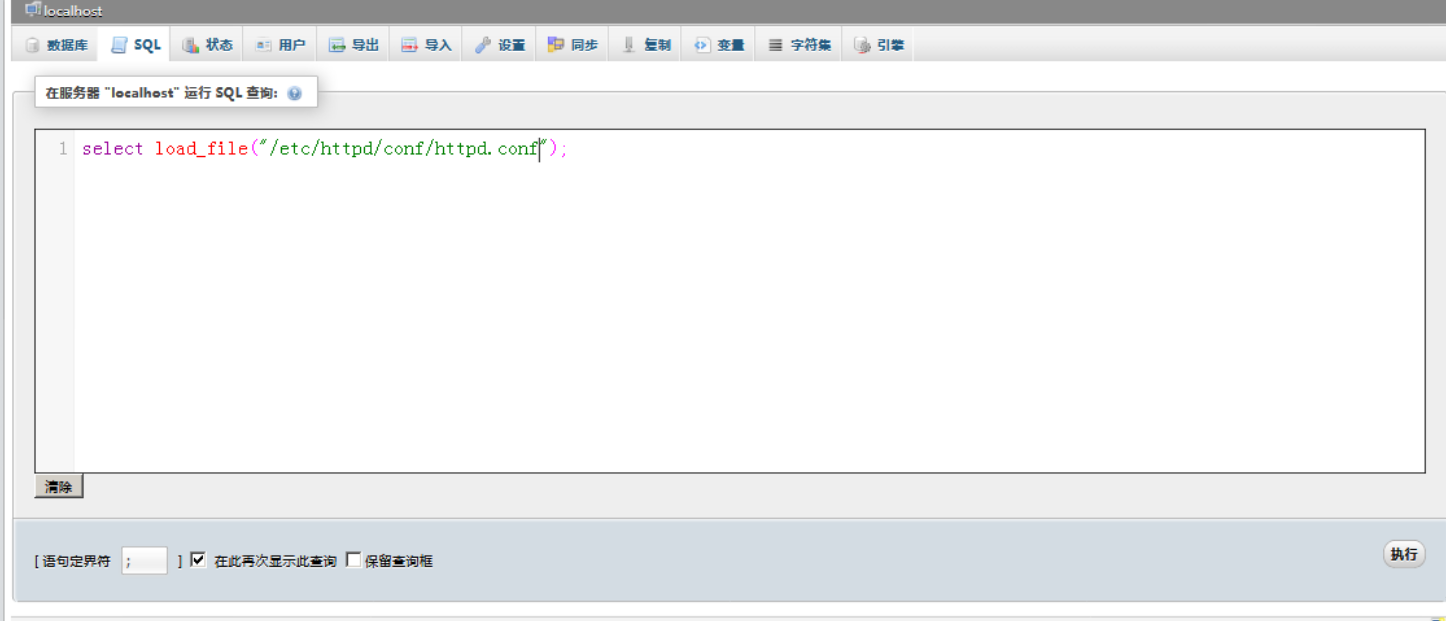 localhost
数据库 SQL 状态 用户 导出 导入 设置 同步 复制 变量 字符集 引擎
在服务器 "localhost" 运行 SQL 查询:
1 select load_file("/etc/httpd/conf/httpd.conf");
清除
[ 语句定界符 ; ] 在此再次显示此查询 保留查询框 执行